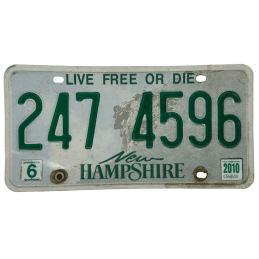 LIVE FREE OR DIE
247 4596
New
6 2010
HAMPSHIRE